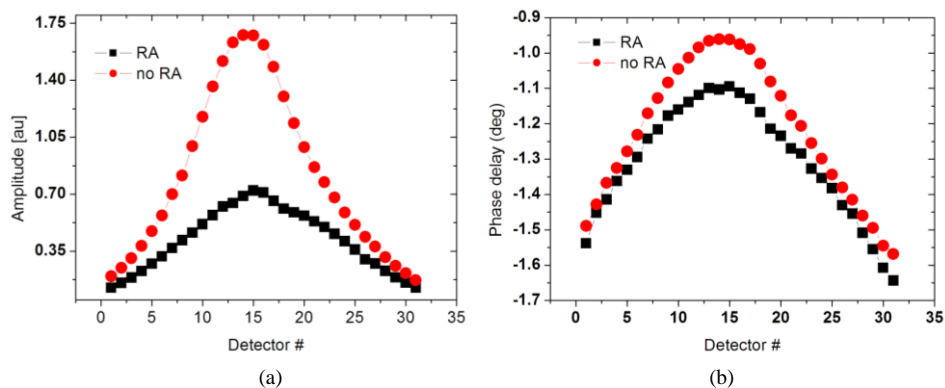 1.75
1.40
1.05
0.70
0.35
Amplitude [au]
RA
no RA
0 5 10 15 20 25 30 35
Detector #
(a)
-0.9
-1.0
-1.1
-1.2
-1.3
-1.4
-1.5
-1.6
-1.7
Phase delay (deg)
RA
no RA
0 5 10 15 20 25 30 35
Detector #
(b)